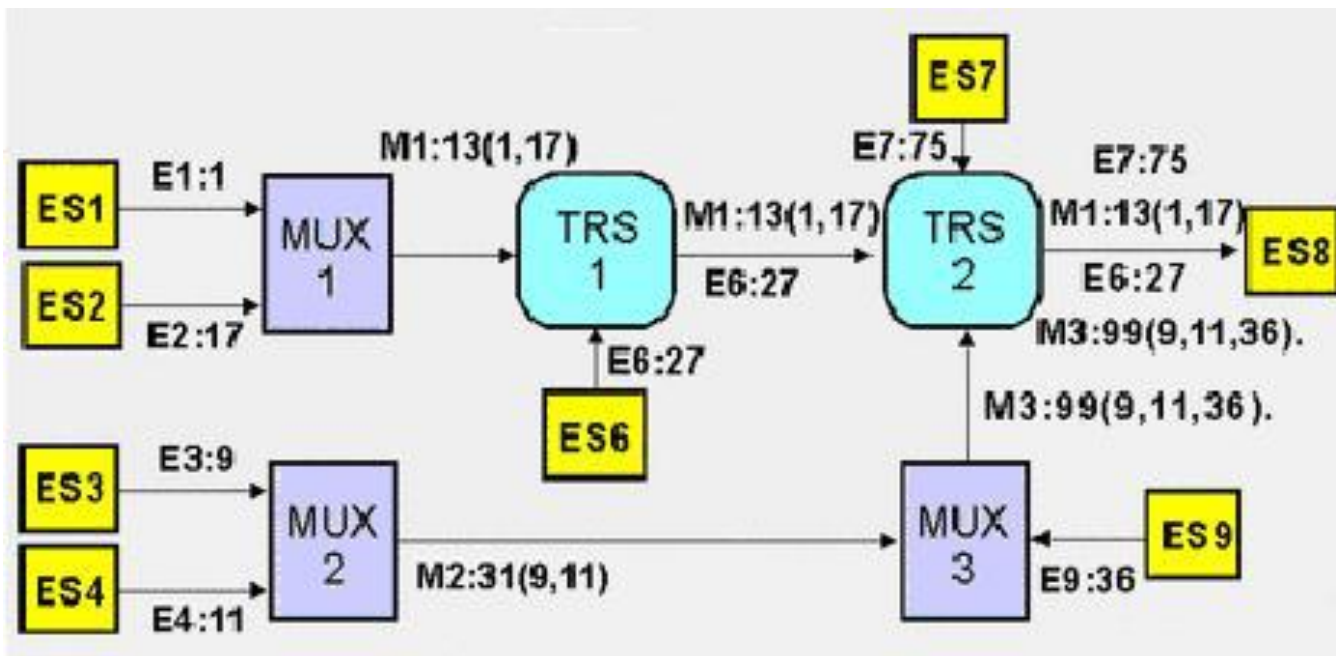 ES7
M1:13(1,17)
E7:75
E7:75
E1:1
ES1
MUX
1
TRS
1
M1:13(1,17)
TRS
2
M1:13(1,17)
ES8
ES2
E6:27
E6:27
E2:17
E6:27
M3:99(9,11,36).
M3:99(9,11,36).
ES6
E3:9
ES3
MUX
2
MUX
3
ES9
M2:31(9,11)
E9:36
ES4
E4:11